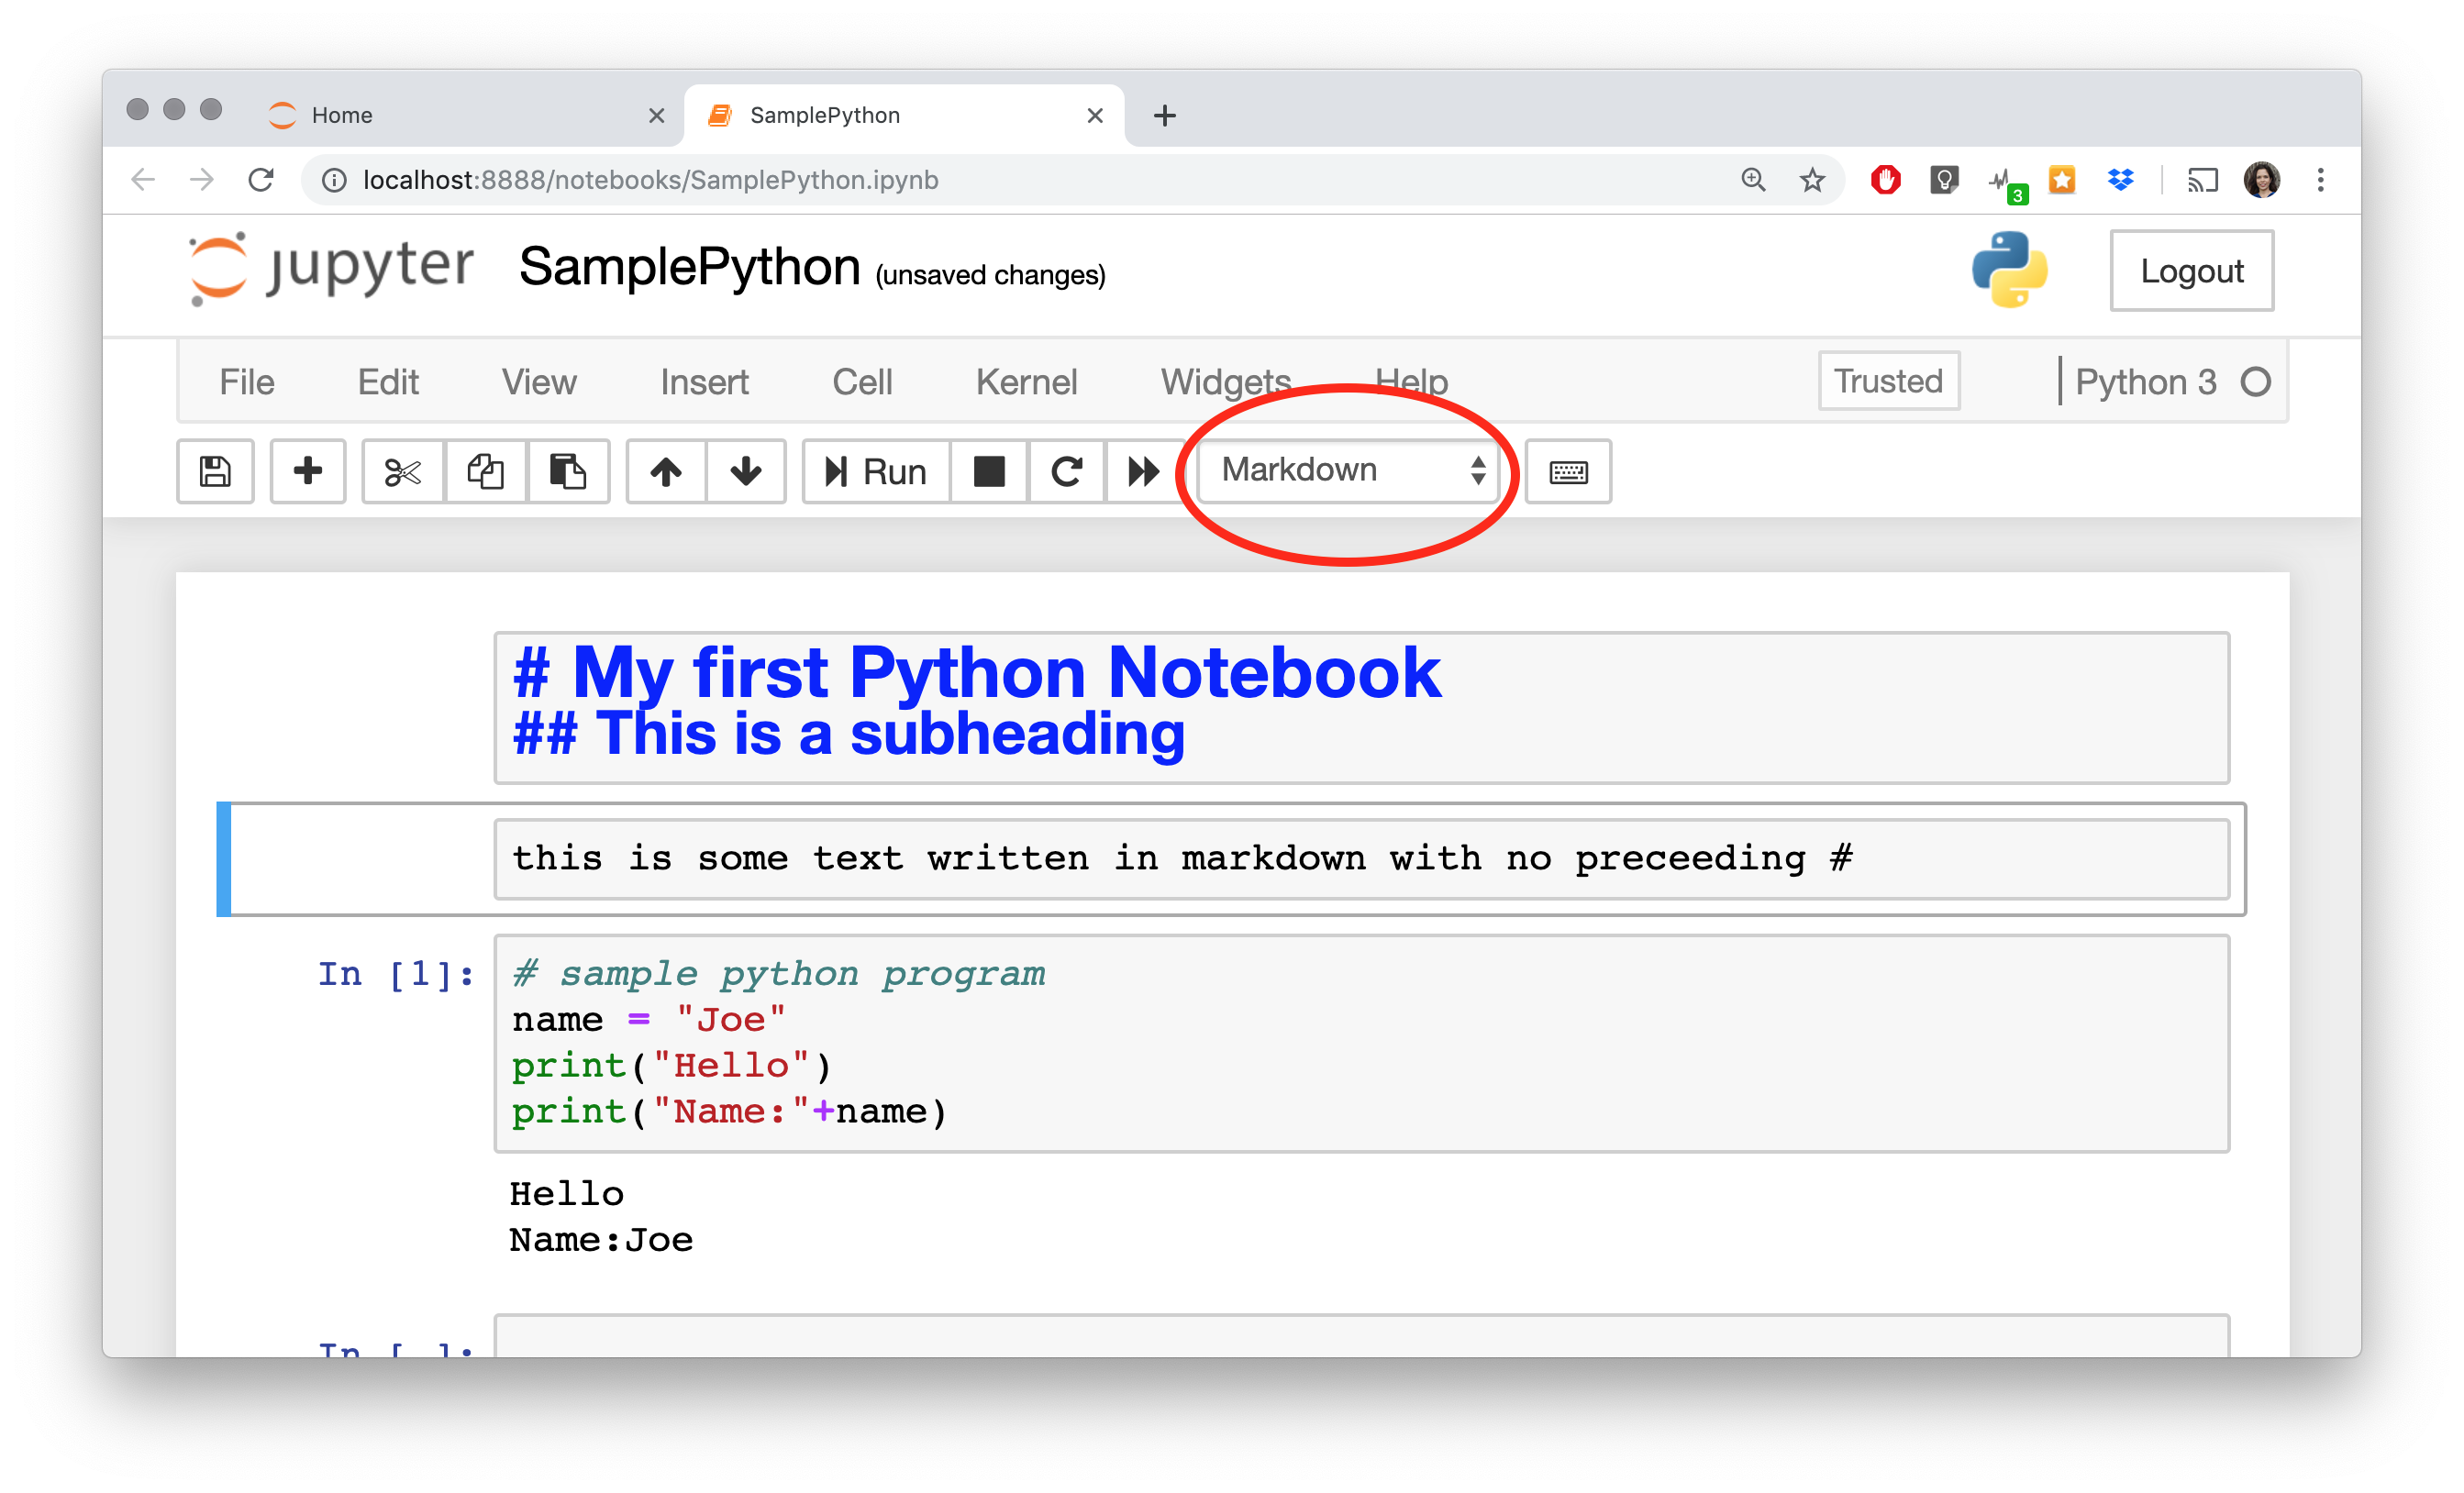 Home
SamplePython
localhost:8888/notebooks/SamplePython.ipynb
3
jupyter SamplePython (unsaved changes)
Logout
File Edit View Insert Cell Kernel Widgets Help Trusted Python 3
Run Markdown
# My first Python Notebook
## This is a subheading
this is some text written in markdown with no preceeding #
In [1]: # sample python program
name = "Joe"
print("Hello")
print("Name:"+name)
Hello
Name:Joe
In [ ]: